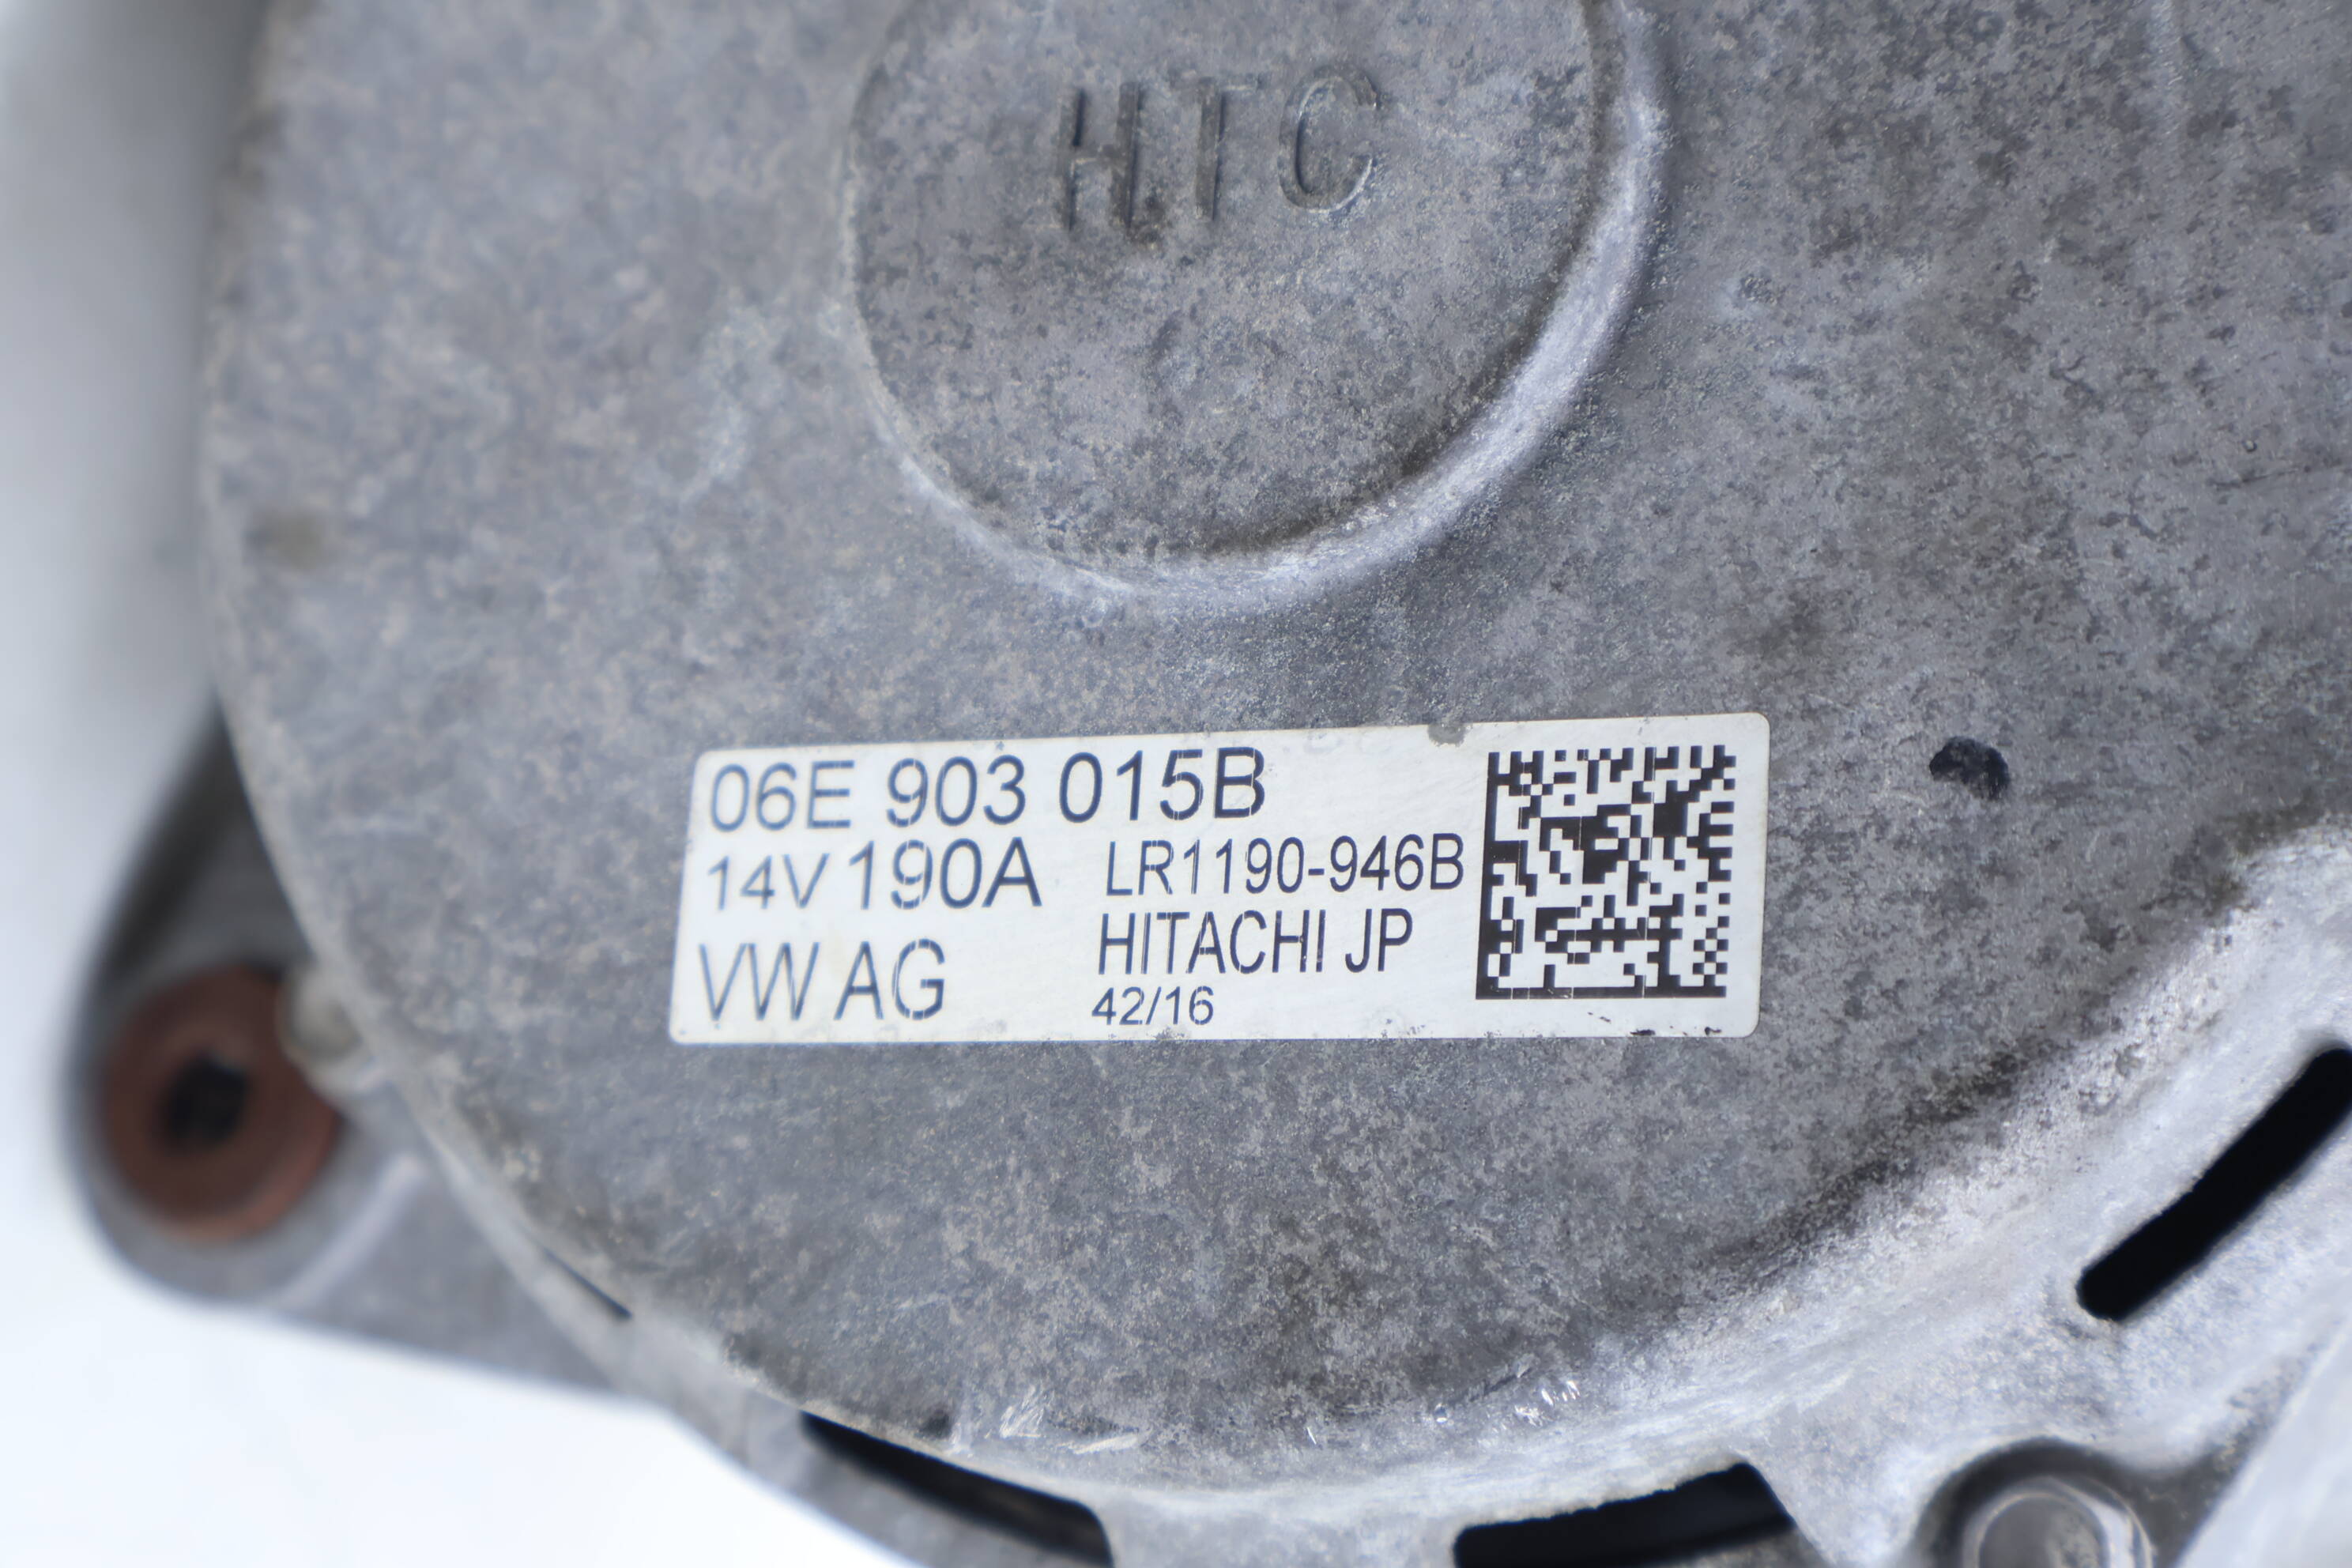 HTC
06E 903 015B
14V 190A LR1190-946B
VW AG HITACHI JP
42/16